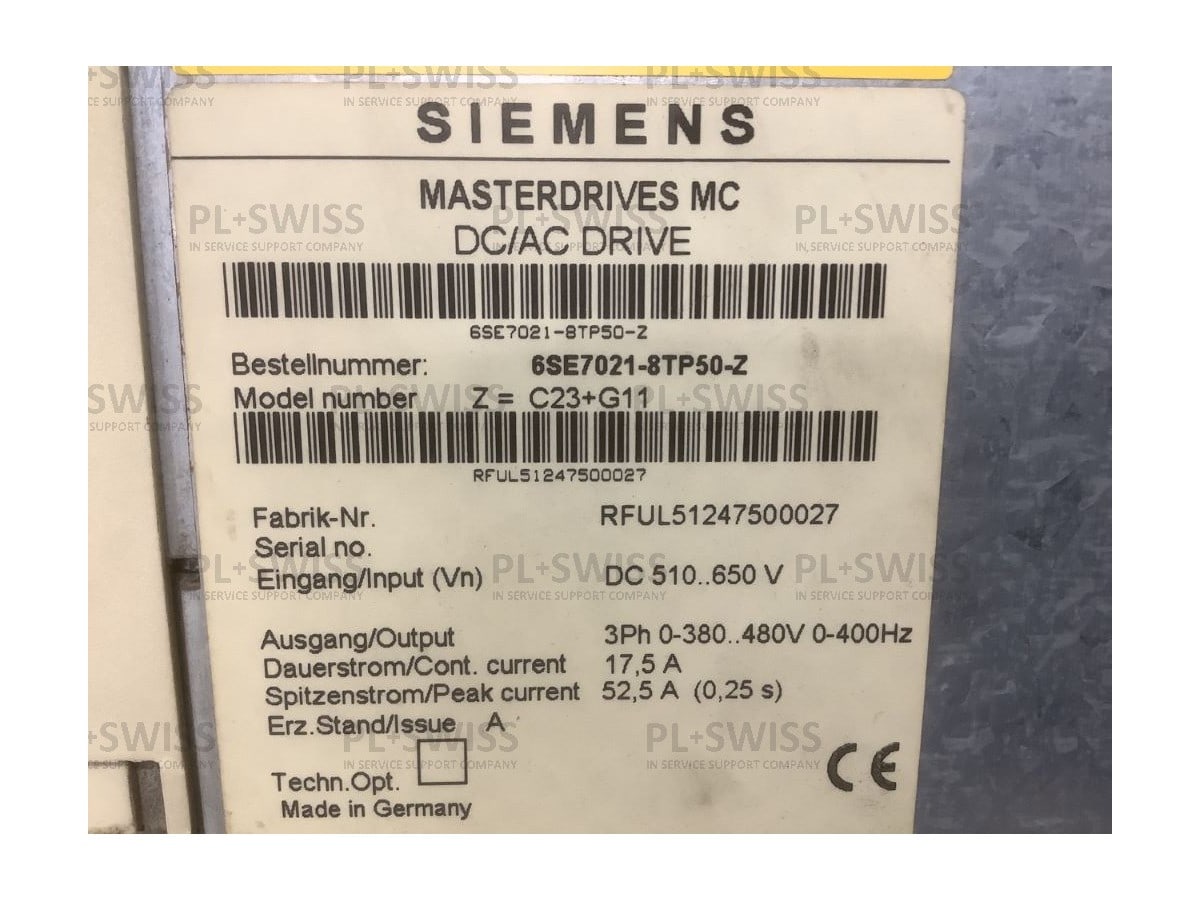 SIEMENS
MASTERDRIVES MC
DC/AC DRIVE
6SE7021-8TP50-Z
Bestellnummer: 6SE7021-8TP50-Z
Model number Z = C23+G11
RFUL51247500027
Fabrik-Nr. RFUL51247500027
Serial no.
Eingang/Input (Vn) DC 510..650 V
Ausgang/Output 3Ph 0-380..480V 0-400Hz
Dauerstrom/Cont. current 17,5 A
Spitzenstrom/Peak current 52,5 A (0,25 s)
Erz.Stand/Issue A
Techn.Opt.
CE
Made in Germany
PL+SWISS
IN SERVICE SUPPORT COMPANY